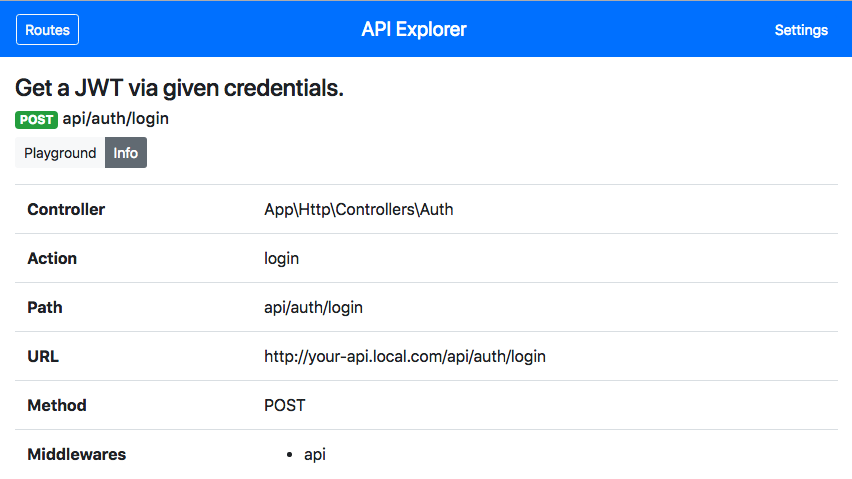 Routes API Explorer Settings
Get a JWT via given credentials.
POST api/auth/login
Playground Info
Controller App\Http\Controllers\Auth
Action login
Path api/auth/login
URL http://your-api.local.com/api/auth/login
Method POST
Middlewares • api